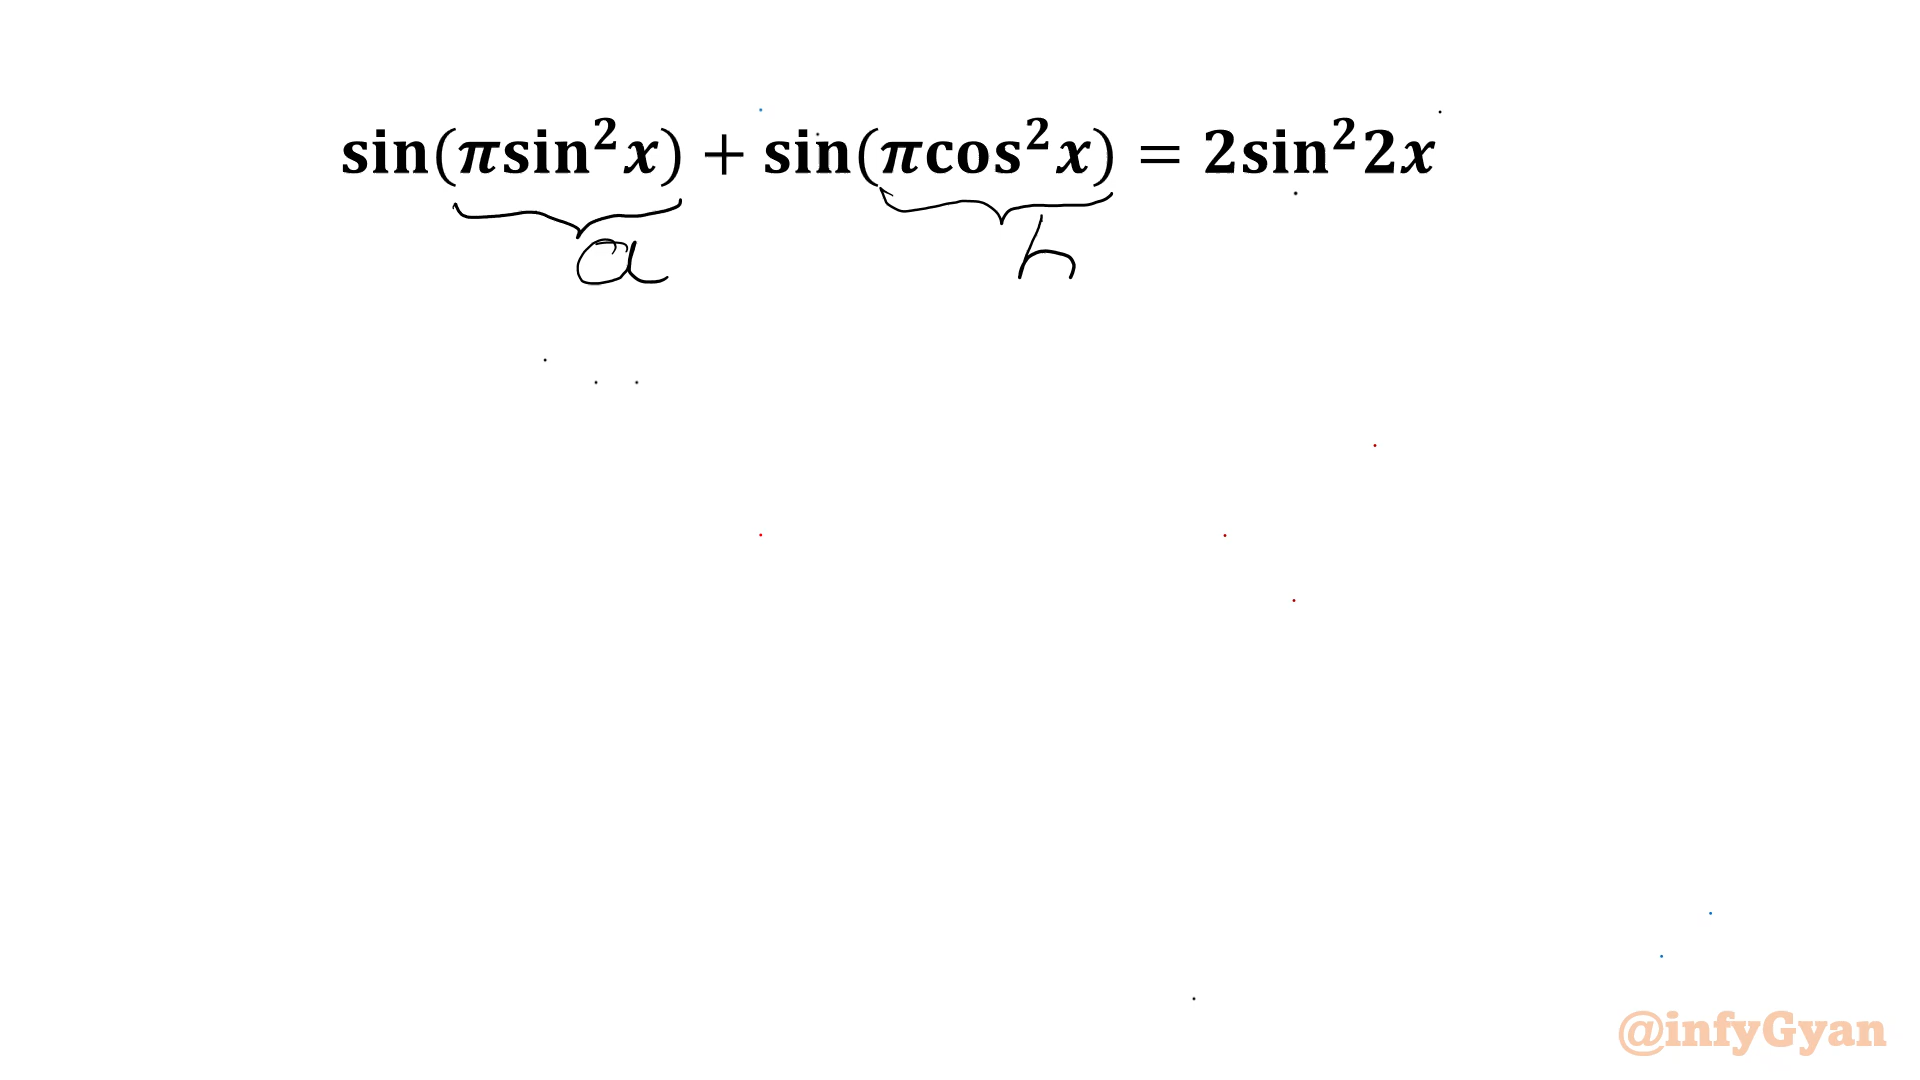 sin(πsin²x) + sin(πcos²x) = 2sin²2x
a h
@infyGyan